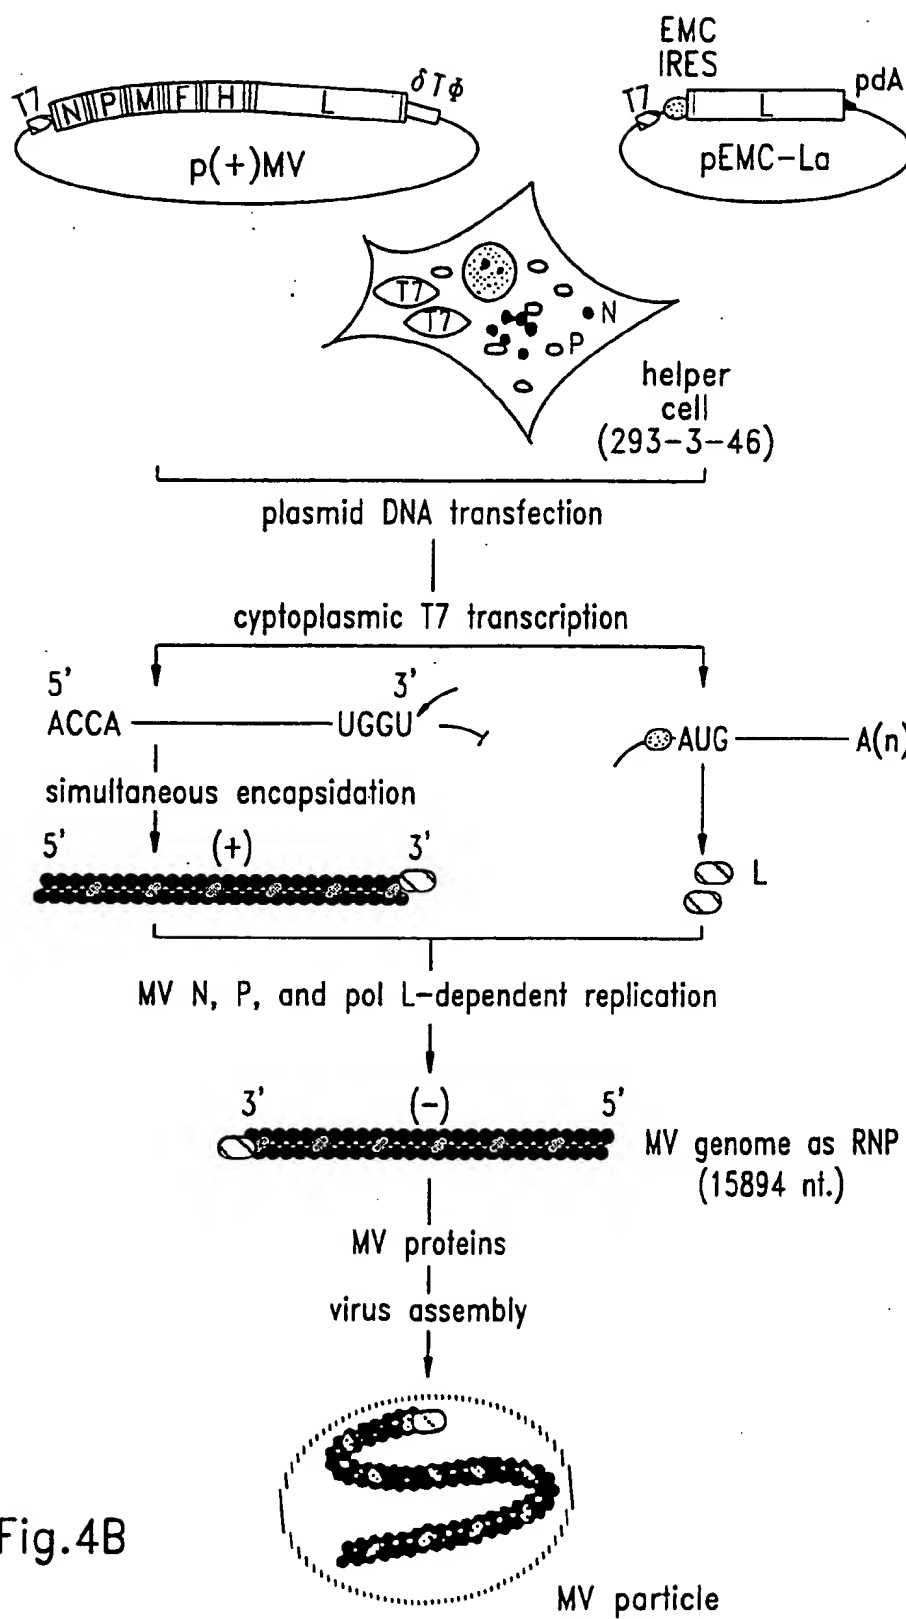 EMC
IRES
T7 N P M F H L δTΦ
T7 L pdA
p(+)MV
pEMC-La
T7
T7
N
P
helper
cell
(293-3-46)
plasmid DNA transfection
cyptoplasmic T7 transcription
5' 3'
ACCA UGGU
AUG A(n)
simultaneous encapsidation
5' (+) 3'
L
MV N, P, and pol L-dependent replication
3' (-) 5'
MV genome as RNP
(15894 nt.)
MV proteins
virus assembly
Fig.4B
MV particle